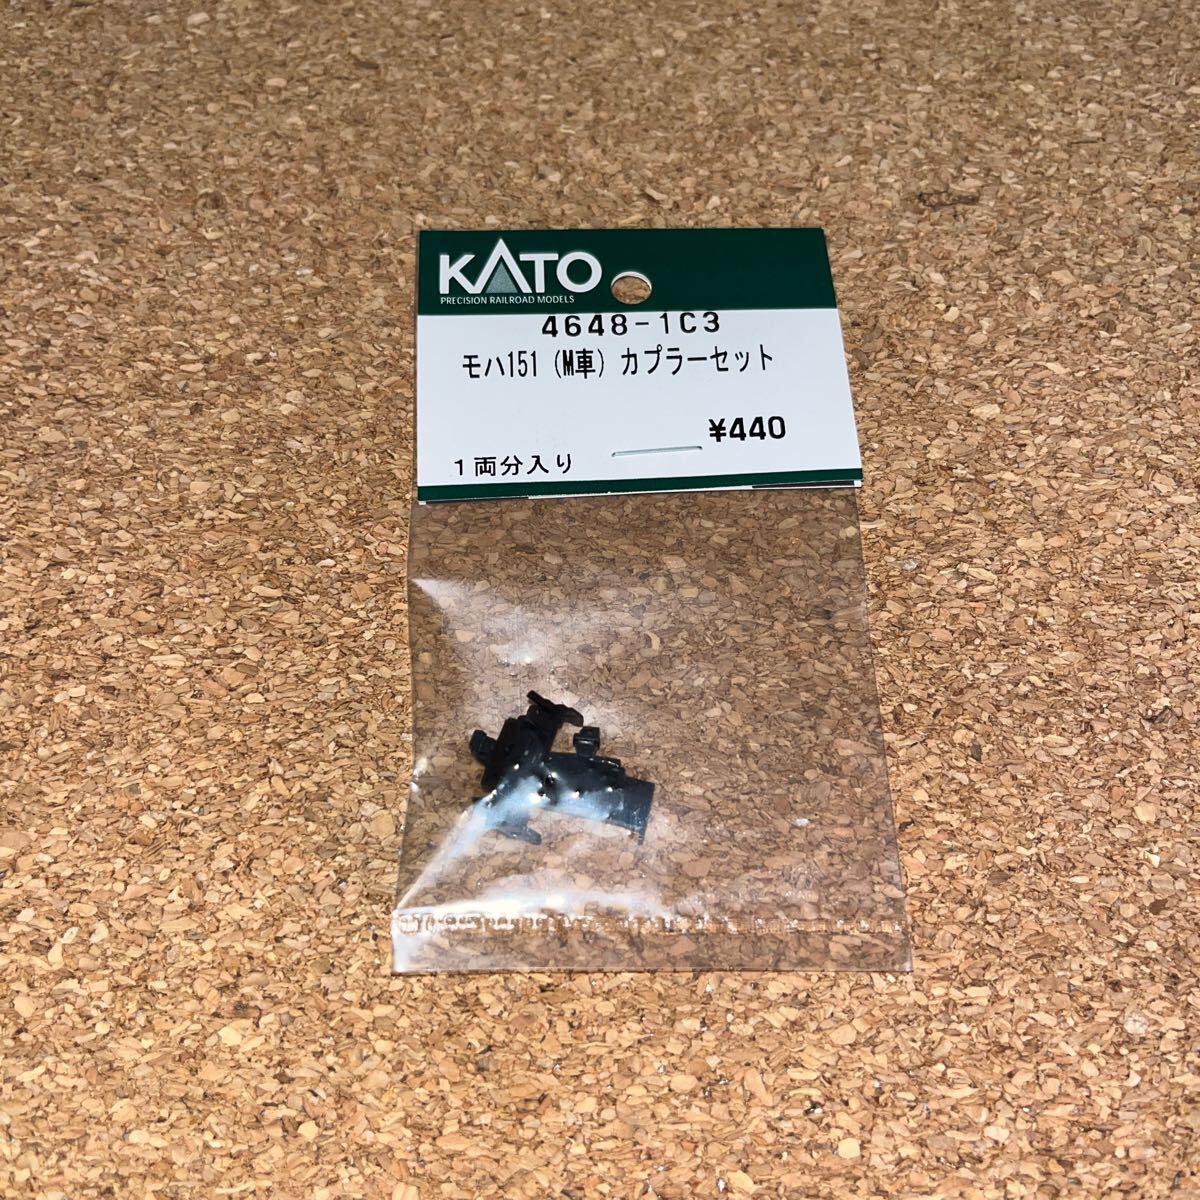 KATO
PRECISION RAILROAD MODELS
4648-1C3
モハ151 (M車) カプラーセット
¥440
1両分入り